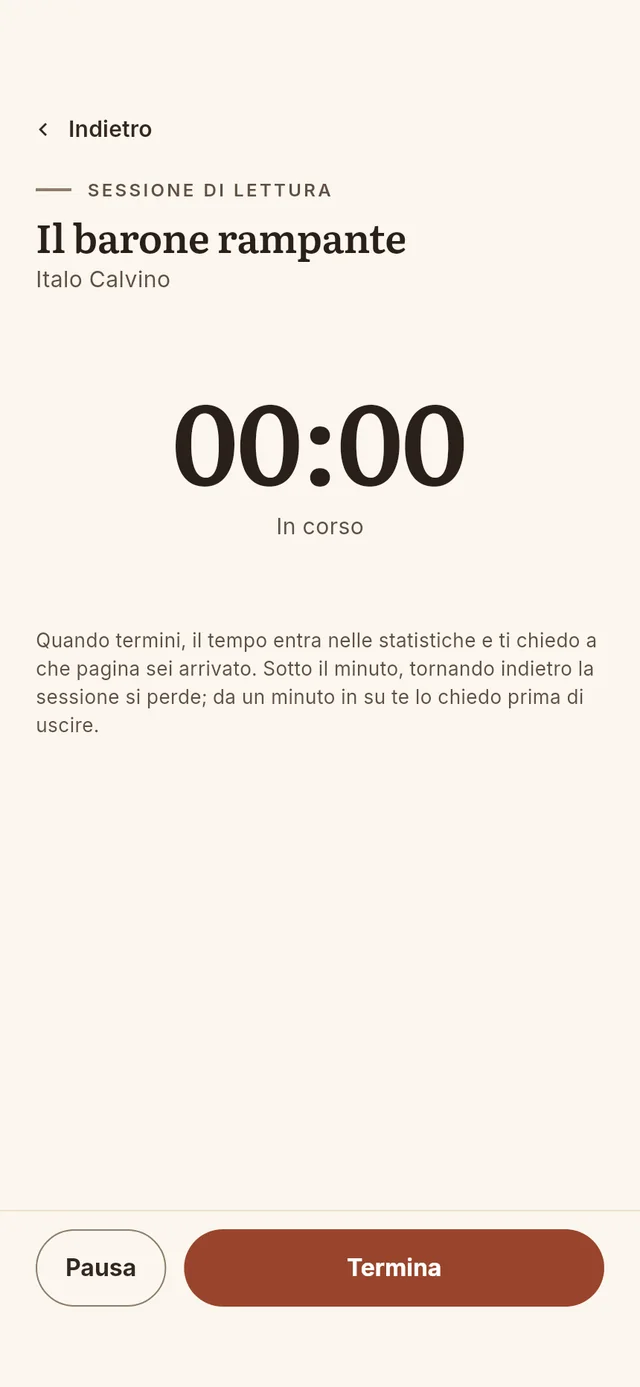 Indietro
SESSIONE DI LETTURA
Il barone rampante
Italo Calvino
00:00
In corso
Quando termini, il tempo entra nelle statistiche e ti chiedo a
che pagina sei arrivato. Sotto il minuto, tornando indietro la
sessione si perde; da un minuto in su te lo chiedo prima di
uscire.
Pausa
Termina